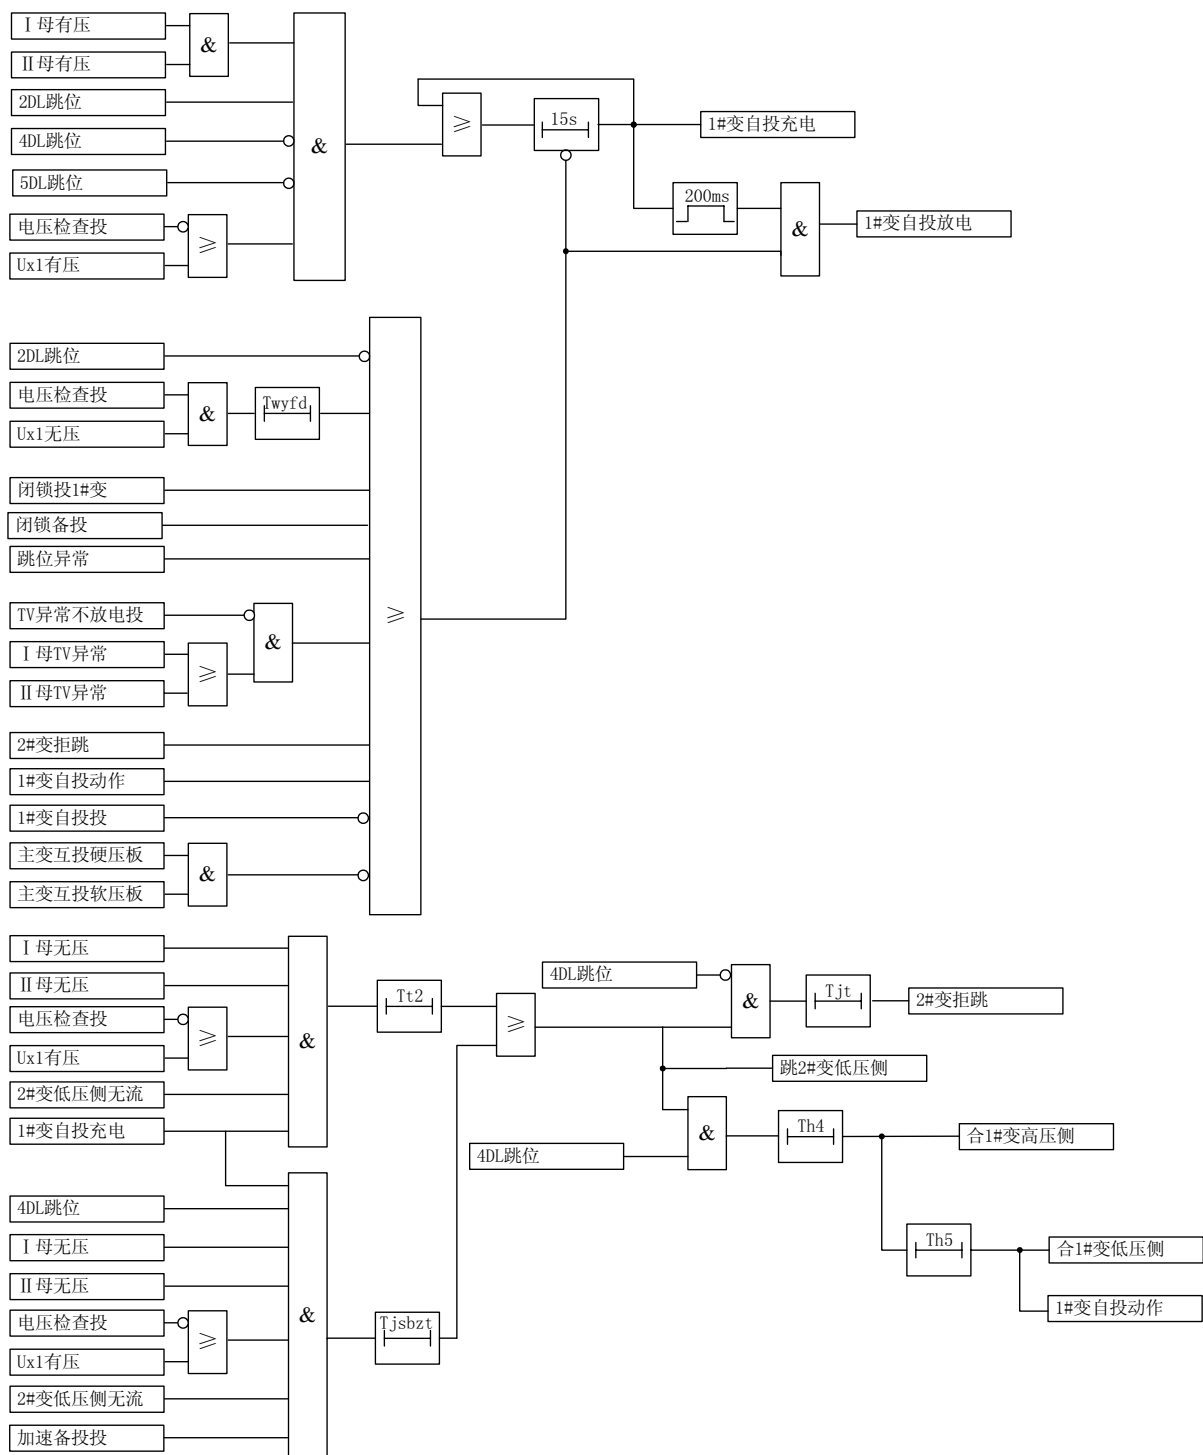 Ⅰ母有压
&
Ⅱ母有压
2DL跳位
4DL跳位
5DL跳位
电压检查投
≥
Ux1有压
&
≥
15s
1#变自投充电
200ms
&
1#变自投放电
2DL跳位
电压检查投
&
Twyfd
Ux1无压
闭锁投1#变
闭锁备投
跳位异常
TV异常不放电投
&
Ⅰ母TV异常
≥
Ⅱ母TV异常
≥
2#变拒跳
1#变自投动作
1#变自投投
主变互投硬压板
&
主变互投软压板
Ⅰ母无压
Ⅱ母无压
电压检查投
≥
Ux1有压
2#变低压侧无流
1#变自投充电
&
Tt2
≥
4DL跳位
&
Tjt
2#变拒跳
跳2#变低压侧
4DL跳位
&
Th4
合1#变高压侧
Th5
合1#变低压侧
1#变自投动作
4DL跳位
Ⅰ母无压
Ⅱ母无压
电压检查投
≥
Ux1有压
2#变低压侧无流
加速备投投
&
Tjsbzt